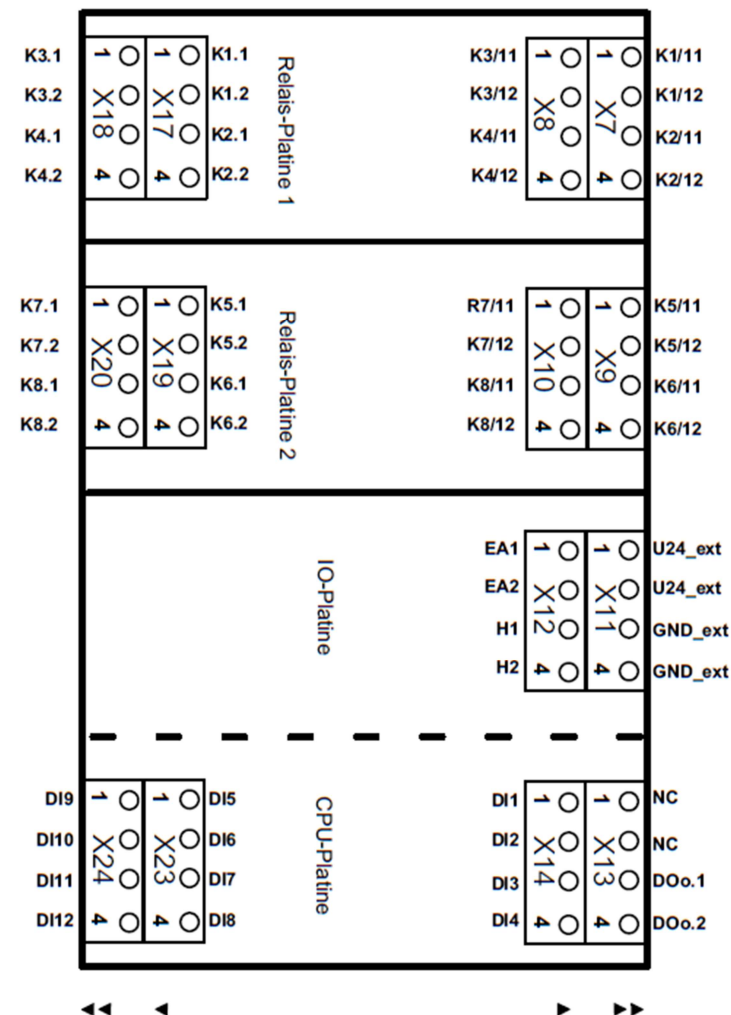 K3.1 1 1 K1.1 K3/11 1 1 K1/11
K3.2 K1.2 K3/12 K1/12
X18 X17 Relais-Platine 1 X8 X7
K4.1 K2.1 K4/11 K2/11
K4.2 4 4 K2.2 K4/12 4 4 K2/12
K7.1 1 1 K5.1 R7/11 1 1 K5/11
K7.2 K5.2 K7/12 K5/12
X20 X19 Relais-Platine 2 X10 X9
K8.1 K6.1 K8/11 K6/11
K8.2 4 4 K6.2 K8/12 4 4 K6/12
EA1 1 1 U24_ext
EA2 U24_ext
IO-Platine X12 X11
H1 GND_ext
H2 4 4 GND_ext
DI9 1 1 DI5 DI1 1 1 NC
DI10 DI6 DI2 NC
X24 X23 CPU-Platine X14 X13
DI11 DI7 DI3 DOo.1
DI12 4 4 DI8 DI4 4 4 DOo.2